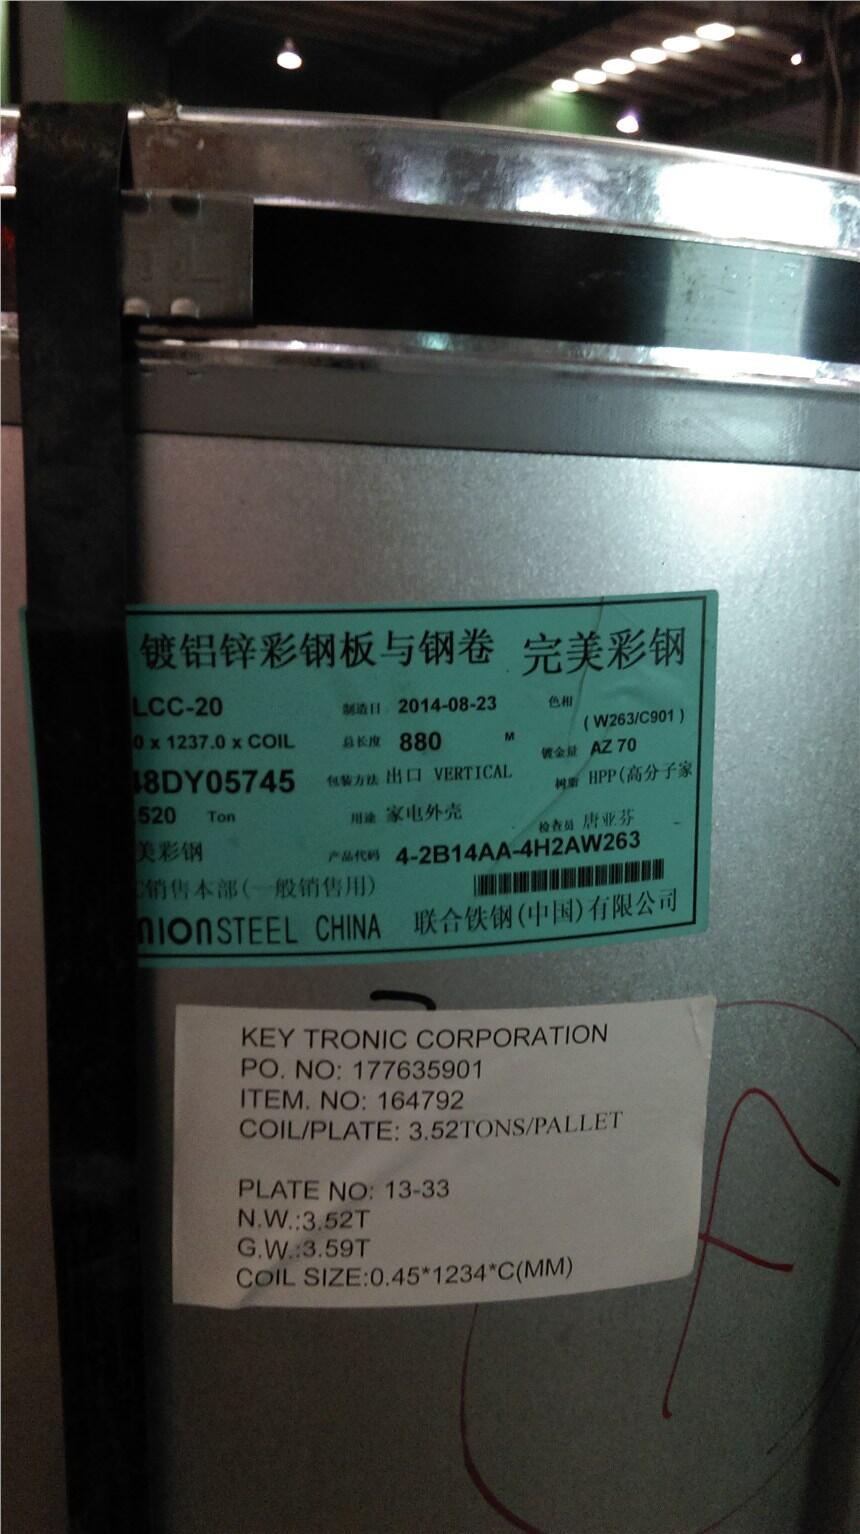 镀铝锌彩钢板与钢卷 完美彩钢
LCC-20 制造日 2014-08-23 色相
(W263/C901)
0 x 1237.0 x COIL 总长度 880 M 镀金量 AZ 70
48DY05745 包装方法 出口 VERTICAL 树脂 HPP(高分子家
.520 Ton 用途 家电外壳 检查员 唐亚芬
美彩钢 产品代码 4-2B14AA-4H2AW263
C销售本部(一般销售用)
nionSTEEL CHINA 联合铁钢(中国)有限公司
KEY TRONIC CORPORATION
PO. NO: 177635901
ITEM. NO: 164792
COIL/PLATE: 3.52TONS/PALLET
PLATE NO: 13-33
N.W.:3.52T
G.W.:3.59T
COIL SIZE:0.45*1234*C(MM)
A